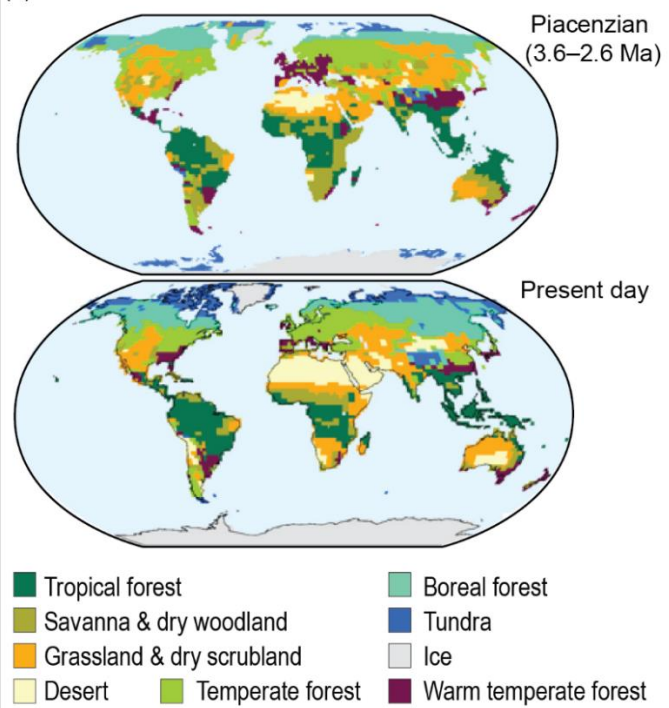 Piacenzian
(3.6–2.6 Ma)
Present day
Tropical forest
Boreal forest
Savanna & dry woodland
Tundra
Grassland & dry scrubland
Ice
Desert
Temperate forest
Warm temperate forest